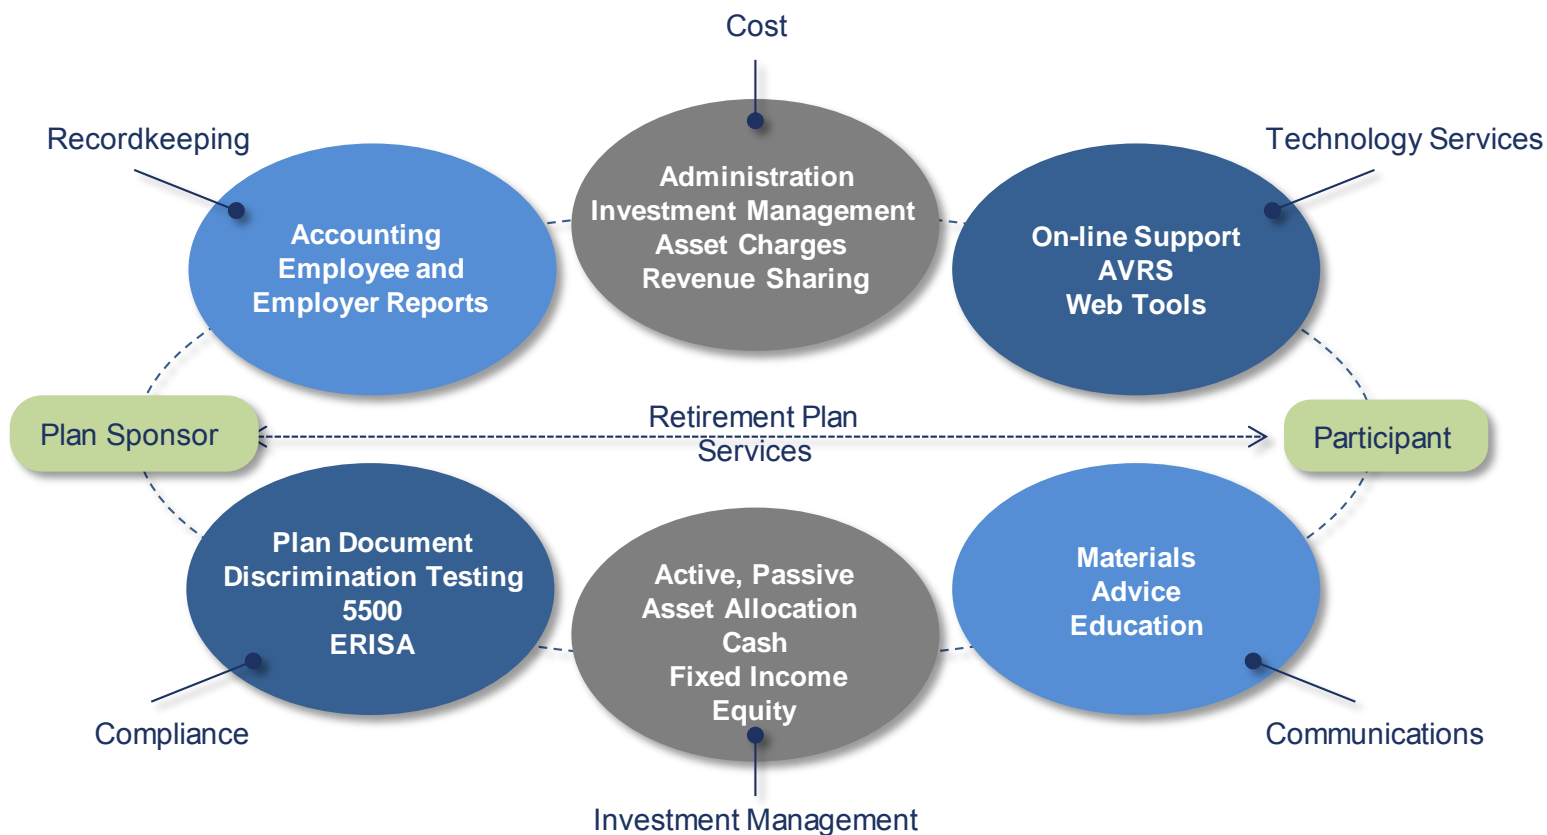 Cost
Recordkeeping
Technology Services
Administration
Investment Management
Asset Charges
Revenue Sharing
Accounting
Employee and
Employer Reports
On-line Support
AVRS
Web Tools
Plan Sponsor
Retirement Plan
Services
Participant
Plan Document
Discrimination Testing
5500
ERISA
Active, Passive
Asset Allocation
Cash
Fixed Income
Equity
Materials
Advice
Education
Compliance
Communications
Investment Management